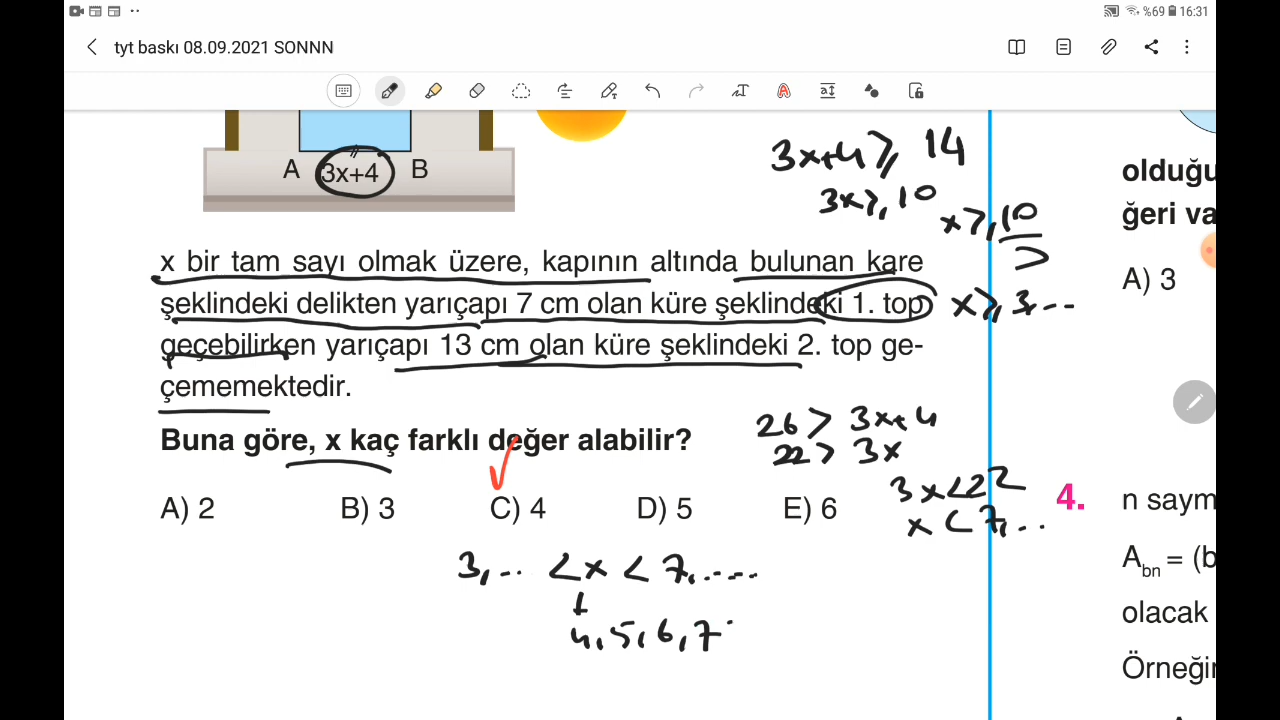 %69 16:31
tyt baskı 08.09.2021 SONNN
A 3x+4 B
3x+4 ⩾ 14
3x ⩾ 10
x ⩾ 10
x ⩾ 3,...
x bir tam sayı olmak üzere, kapının altında bulunan kare
şeklindeki delikten yarıçapı 7 cm olan küre şeklindeki 1. top
geçebilirken yarıçapı 13 cm olan küre şeklindeki 2. top ge-
çememektedir.
26 > 3x+4
22 > 3x
3x < 22
x < 7,...
Buna göre, x kaç farklı değer alabilir?
A) 2 B) 3 C) 4 D) 5 E) 6
3,... < x < 7,.....
4,5,6,7
olduğu
ğeri va
A) 3
4. n saym
Abn = (b
olacak
Örneğin